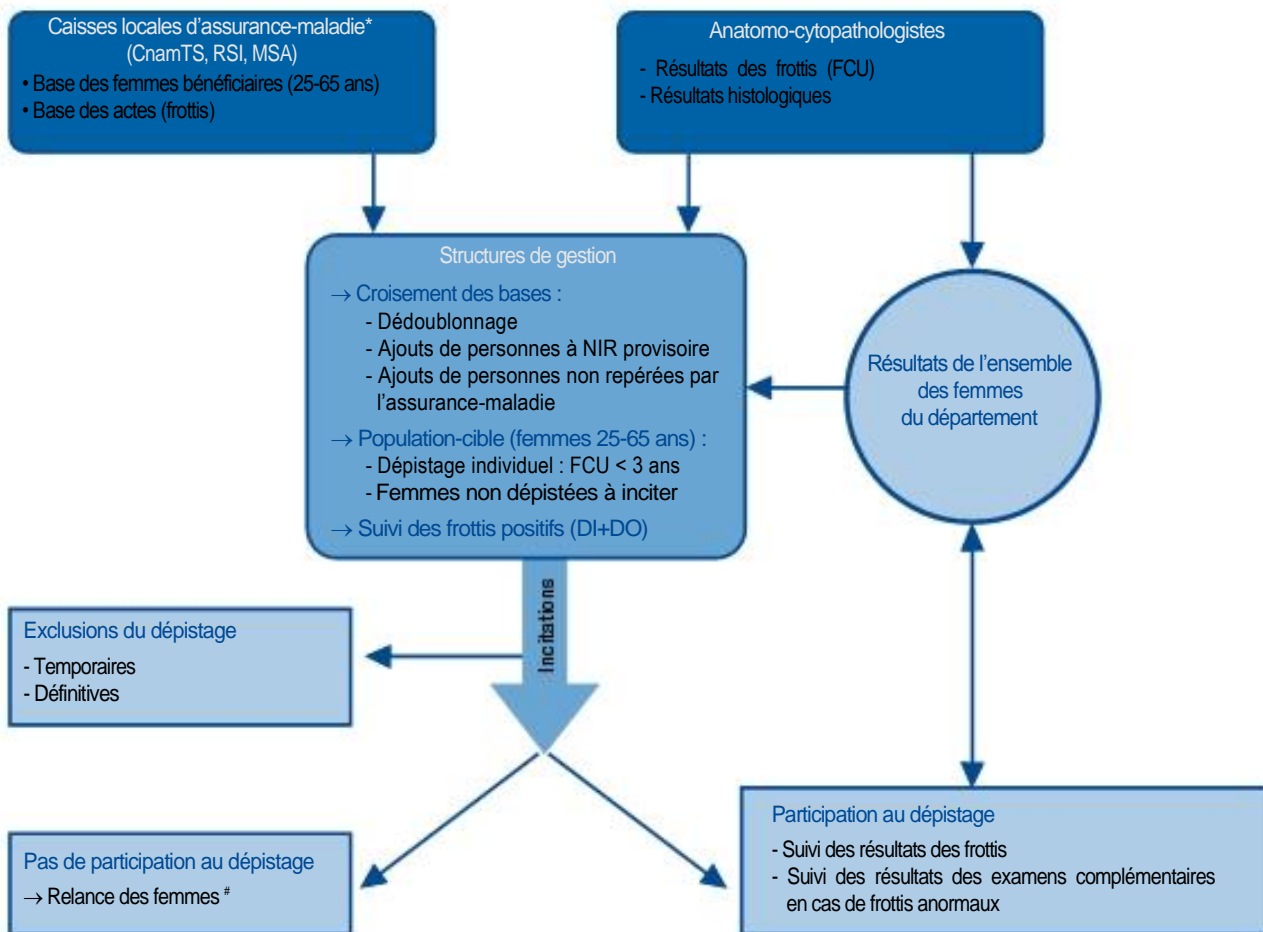 Caisses locales d'assurance-maladie*
(CnamTS, RSI, MSA)
• Base des femmes bénéficiaires (25-65 ans)
• Base des actes (frottis)
Anatomo-cytopathologistes
- Résultats des frottis (FCU)
- Résultats histologiques
Structures de gestion
→ Croisement des bases :
- Dédoublonnage
- Ajouts de personnes à NIR provisoire
- Ajouts de personnes non repérées par
l'assurance-maladie
→ Population-cible (femmes 25-65 ans) :
- Dépistage individuel : FCU < 3 ans
- Femmes non dépistées à inciter
→ Suivi des frottis positifs (DI+DO)
Résultats de l'ensemble
des femmes
du département
Incitations
Exclusions du dépistage
- Temporaires
- Définitives
Pas de participation au dépistage
→ Relance des femmes #
Participation au dépistage
- Suivi des résultats des frottis
- Suivi des résultats des examens complémentaires
en cas de frottis anormaux